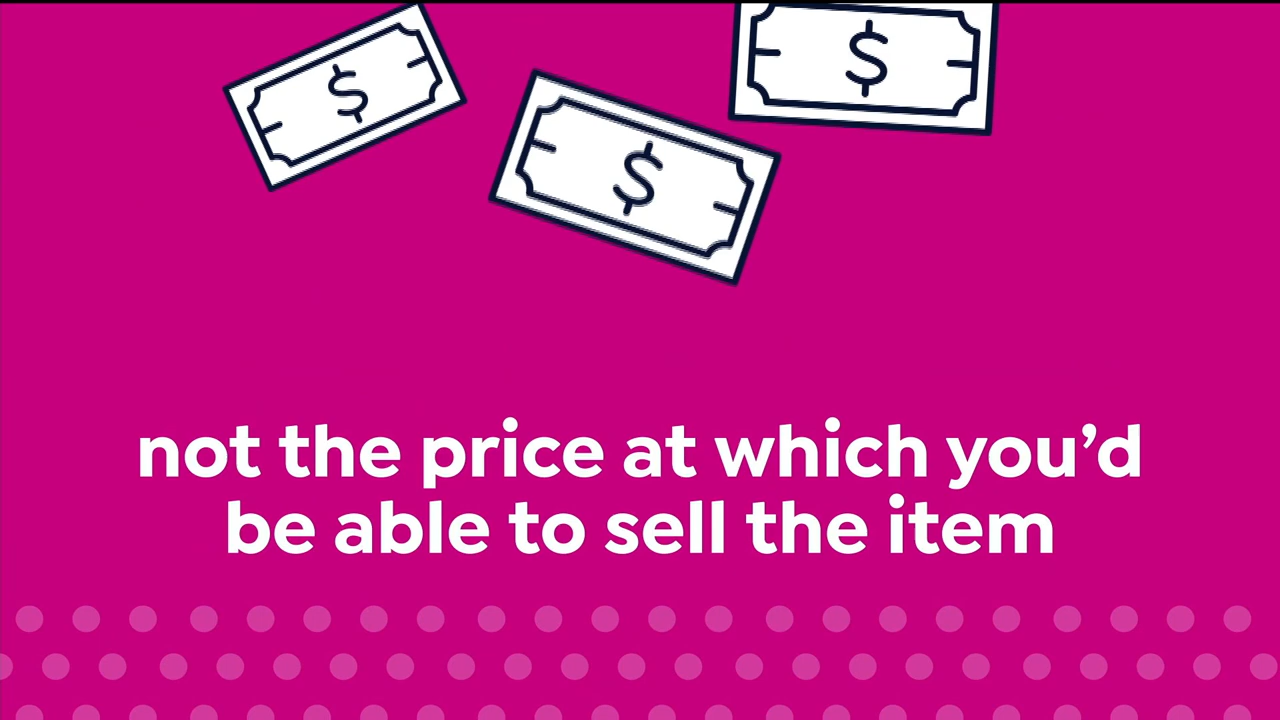 $
$
$
not the price at which you’d
be able to sell the item